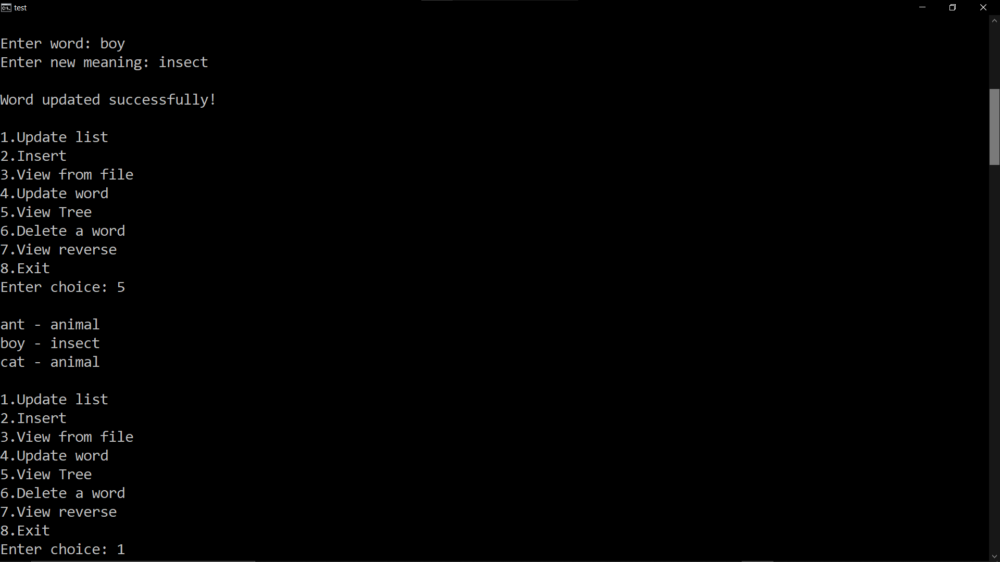 test
Enter word: boy
Enter new meaning: insect
Word updated successfully!
1.Update list
2.Insert
3.View from file
4.Update word
5.View Tree
6.Delete a word
7.View reverse
8.Exit
Enter choice: 5
ant - animal
boy - insect
cat - animal
1.Update list
2.Insert
3.View from file
4.Update word
5.View Tree
6.Delete a word
7.View reverse
8.Exit
Enter choice: 1